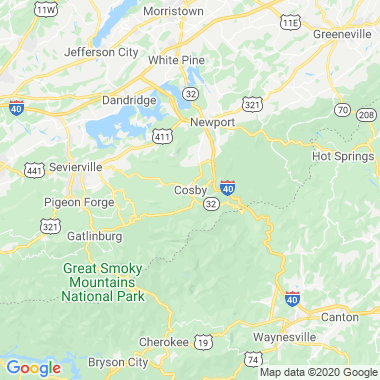 11W
Morristown
11E
Greeneville
Jefferson City
White Pine
32
Dandridge
321
40
Newport
70
208
411
Hot Springs
441
Sevierville
Cosby
40
32
Pigeon Forge
321
Gatlinburg
Great Smoky
Mountains
National Park
40
Canton
Cherokee
19
Waynesville
Bryson City
74
Google
Map data ©2020 Google